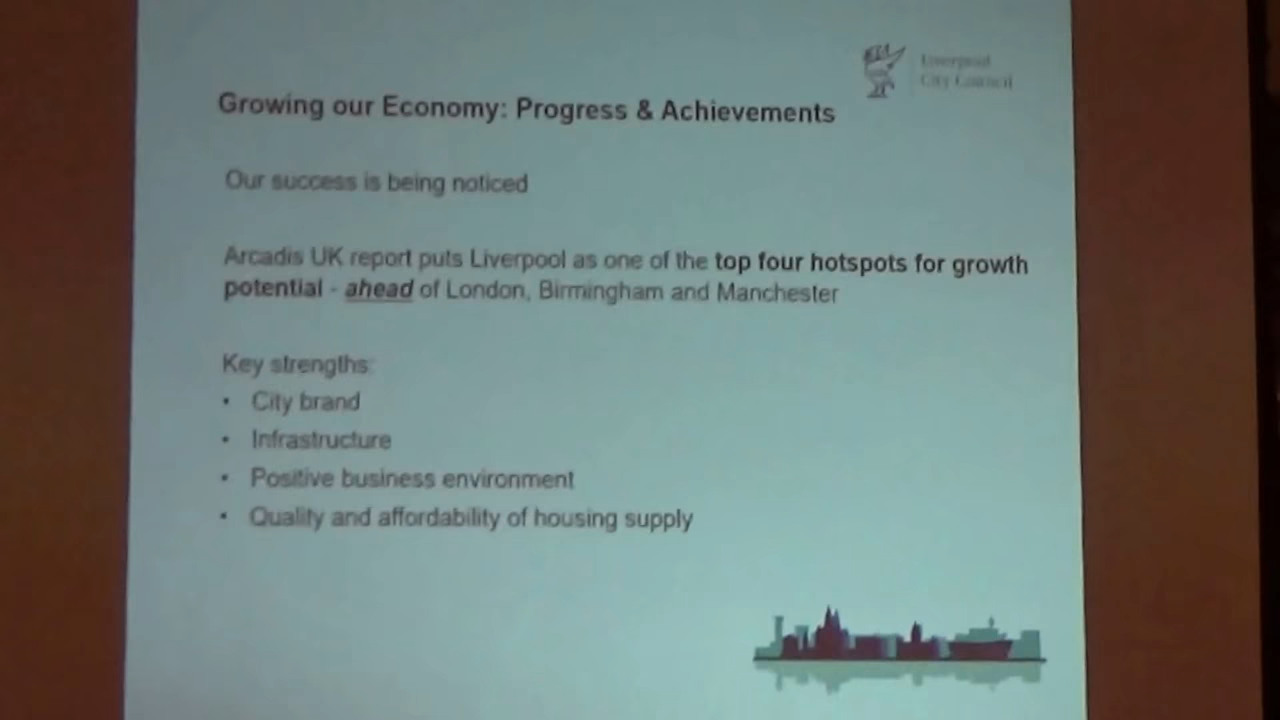 Liverpool
City Council
Growing our Economy: Progress & Achievements
Our success is being noticed
Arcadis UK report puts Liverpool as one of the top four hotspots for growth
potential - ahead of London, Birmingham and Manchester
Key strengths:
• City brand
• Infrastructure
• Positive business environment
• Quality and affordability of housing supply